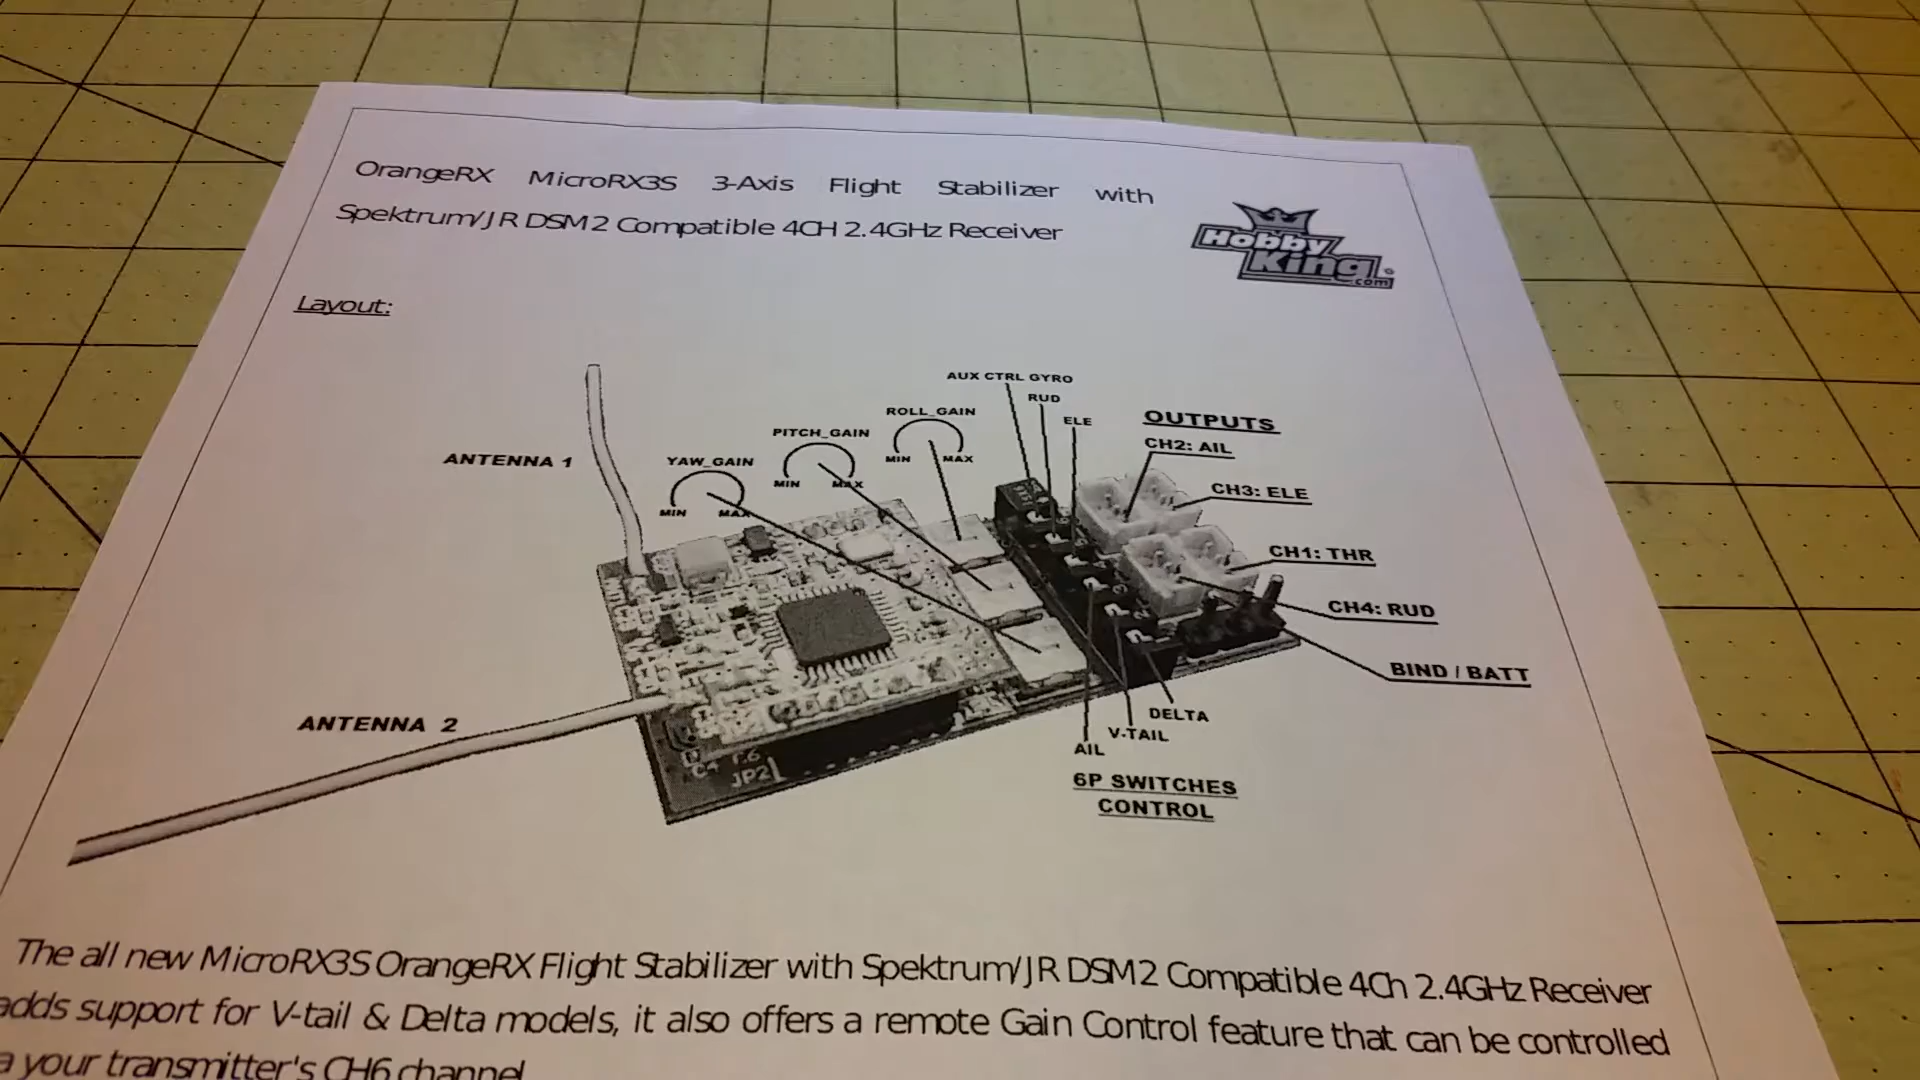 OrangeRX MicroRX3S 3-Axis Flight Stabilizer with
Spektrum/JR DSM2 Compatible 4CH 2.4GHz Receiver
Hobby
King
.com
Layout:
AUX CTRL GYRO
RUD
ELE
ROLL_GAIN
MIN MAX
PITCH_GAIN
MIN MAX
YAW_GAIN
MIN MAX
ANTENNA 1
OUTPUTS
CH2: AIL
CH3: ELE
CH1: THR
CH4: RUD
BIND / BATT
ANTENNA 2
DELTA
V-TAIL
AIL
6P SWITCHES
CONTROL
JP2
The all new MicroRX3S OrangeRX Flight Stabilizer with Spektrum/JR DSM2 Compatible 4Ch 2.4GHz Receiver
adds support for V-tail & Delta models, it also offers a remote Gain Control feature that can be controlled
a your transmitter's CH6 channel